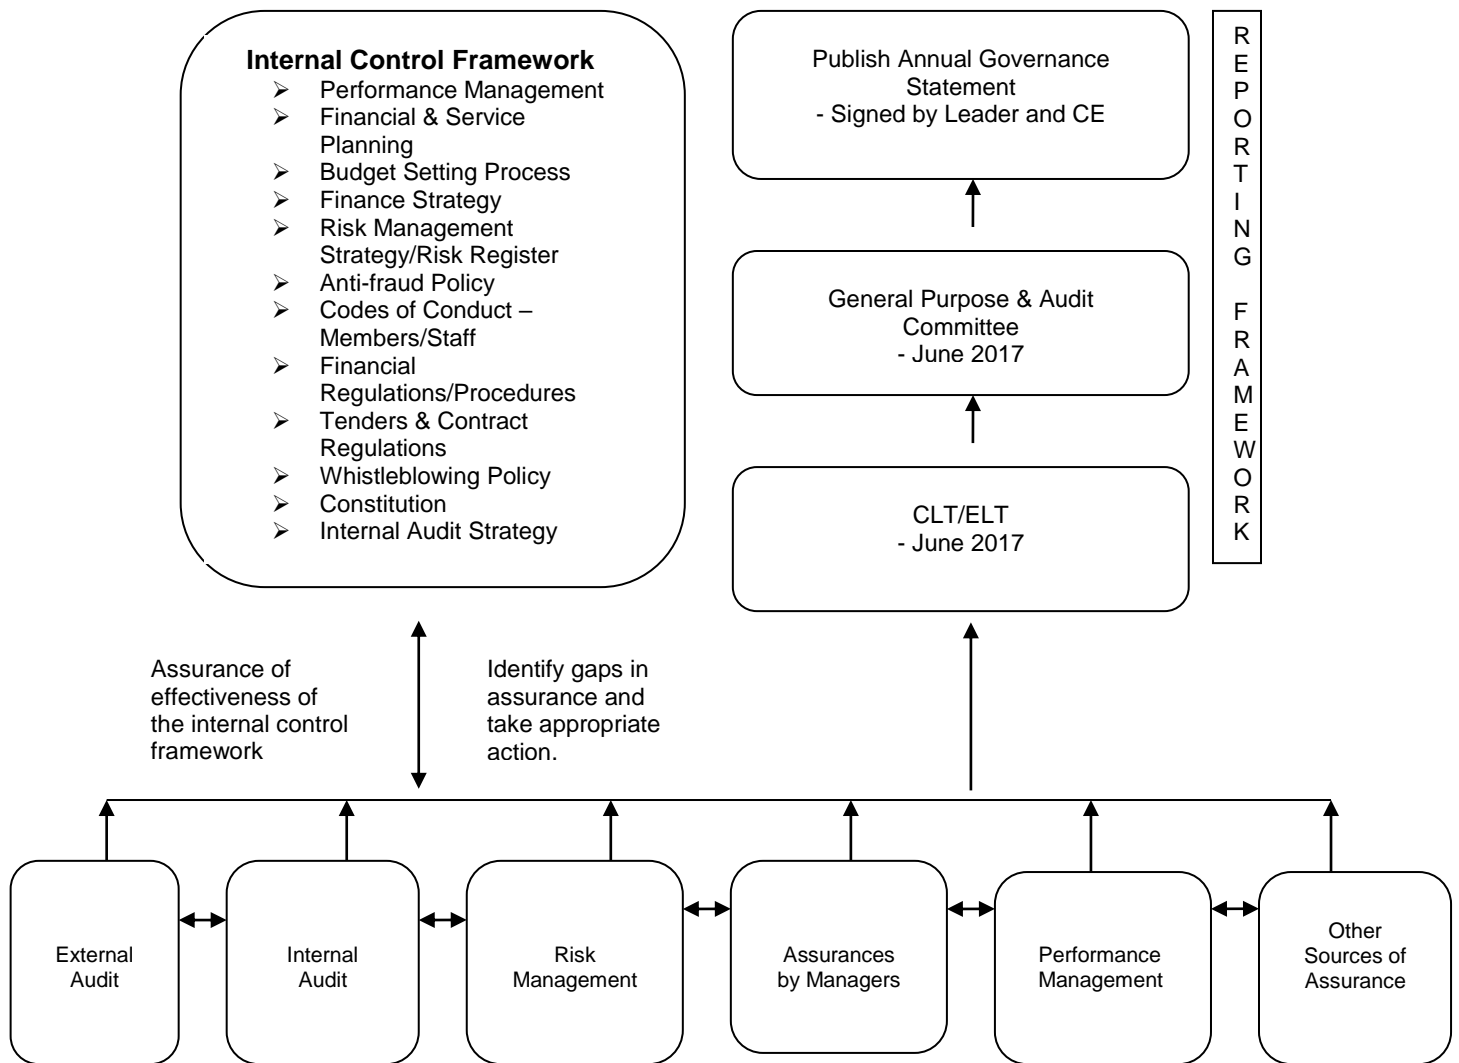 Internal Control Framework
➢ Performance Management
➢ Financial & Service
Planning
➢ Budget Setting Process
➢ Finance Strategy
➢ Risk Management
Strategy/Risk Register
➢ Anti-fraud Policy
➢ Codes of Conduct –
Members/Staff
➢ Financial
Regulations/Procedures
➢ Tenders & Contract
Regulations
➢ Whistleblowing Policy
➢ Constitution
➢ Internal Audit Strategy
Publish Annual Governance
Statement
- Signed by Leader and CE
General Purpose & Audit
Committee
- June 2017
CLT/ELT
- June 2017
R
E
P
O
R
T
I
N
G
F
R
A
M
E
W
O
R
K
Assurance of
effectiveness of
the internal control
framework
Identify gaps in
assurance and
take appropriate
action.
External
Audit
Internal
Audit
Risk
Management
Assurances
by Managers
Performance
Management
Other
Sources of
Assurance